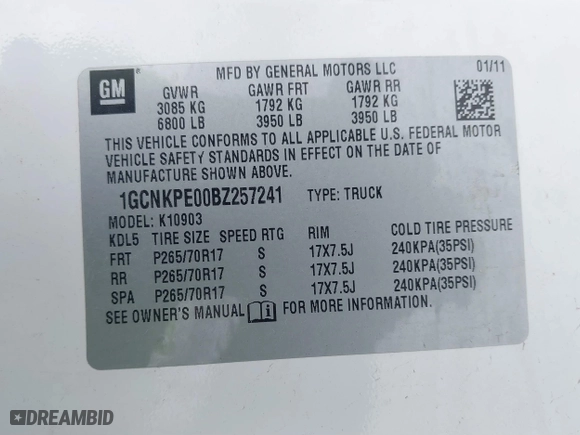 GM
MFD BY GENERAL MOTORS LLC 01/11
GVWR GAWR FRT GAWR RR
3085 KG 1792 KG 1792 KG
6800 LB 3950 LB 3950 LB
THIS VEHICLE CONFORMS TO ALL APPLICABLE U.S. FEDERAL MOTOR
VEHICLE SAFETY STANDARDS IN EFFECT ON THE DATE OF
MANUFACTURE SHOWN ABOVE.
1GCNKPE00BZ257241 TYPE: TRUCK
MODEL: K10903
KDL5 TIRE SIZE SPEED RTG RIM COLD TIRE PRESSURE
FRT P265/70R17 S 17X7.5J 240KPA(35PSI)
RR P265/70R17 S 17X7.5J 240KPA(35PSI)
SPA P265/70R17 S 17X7.5J 240KPA(35PSI)
SEE OWNER'S MANUAL FOR MORE INFORMATION.
DREAMBID